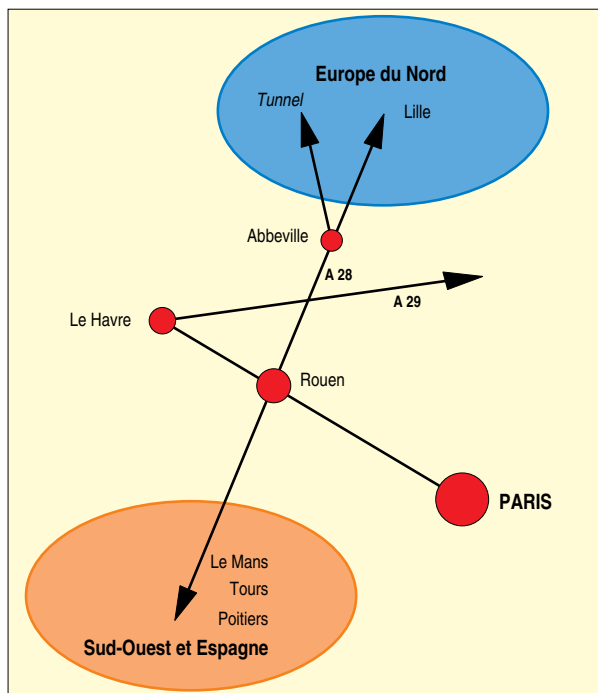 Europe du Nord
Tunnel
Lille
Abbeville
A 28
A 29
Le Havre
Rouen
PARIS
Le Mans
Tours
Poitiers
Sud-Ouest et Espagne